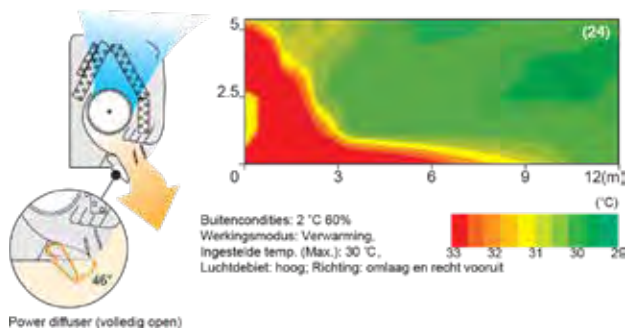 5
(24)
2.5
0
0
3
6
9
12(m)
(°C)
Buitencondities: 2 °C 60%
Werkingsmodus: Verwarming,
Ingestelde temp. (Max.): 30 °C,
Luchtdebiet: hoog; Richting: omlaag en recht vooruit
33
32
31
30
29
46°
Power diffuser (volledig open)